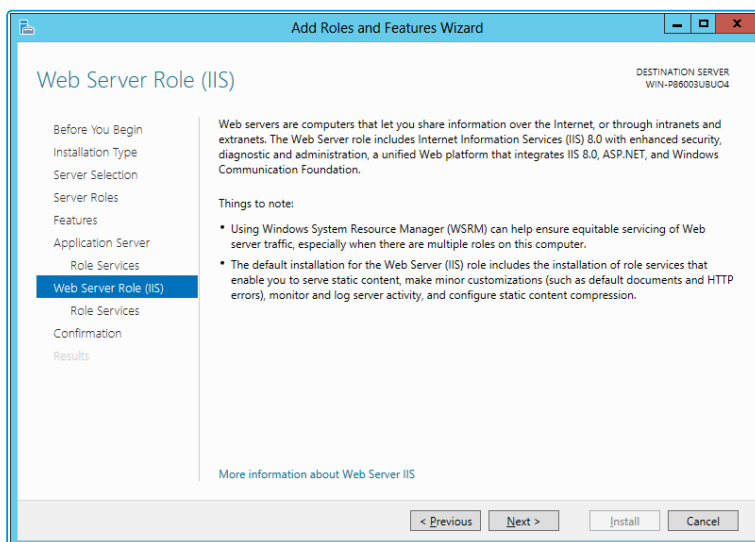 Add Roles and Features Wizard
Web Server Role (IIS)
DESTINATION SERVER
WIN-P86003UBUO4
Before You Begin
Installation Type
Server Selection
Server Roles
Features
Application Server
Role Services
Web Server Role (IIS)
Role Services
Confirmation
Results
Web servers are computers that let you share information over the Internet, or through intranets and
extranets. The Web Server role includes Internet Information Services (IIS) 8.0 with enhanced security,
diagnostic and administration, a unified Web platform that integrates IIS 8.0, ASP.NET, and Windows
Communication Foundation.
Things to note:
• Using Windows System Resource Manager (WSRM) can help ensure equitable servicing of Web
server traffic, especially when there are multiple roles on this computer.
• The default installation for the Web Server (IIS) role includes the installation of role services that
enable you to serve static content, make minor customizations (such as default documents and HTTP
errors), monitor and log server activity, and configure static content compression.
More information about Web Server IIS
< Previous
Next >
Install
Cancel